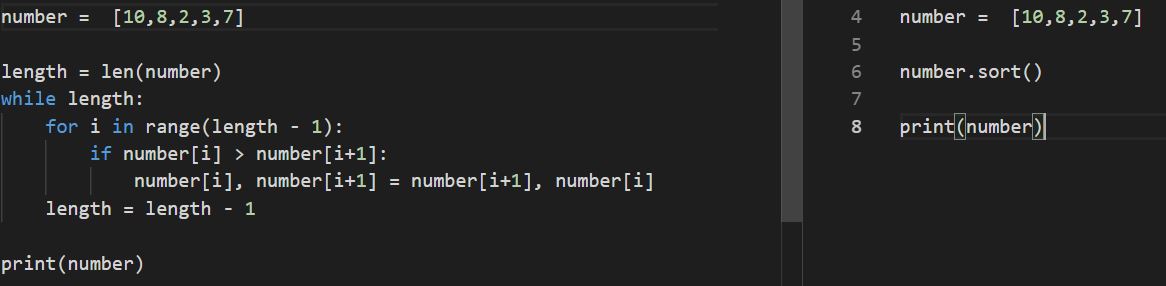 number =  [10,8,2,3,7]
length = len(number)
while length:
    for i in range(length - 1):
        if number[i] > number[i+1]:
            number[i], number[i+1] = number[i+1], number[i]
    length = length - 1
print(number)
4 number =  [10,8,2,3,7]
5
6 number.sort()
7
8 print(number)